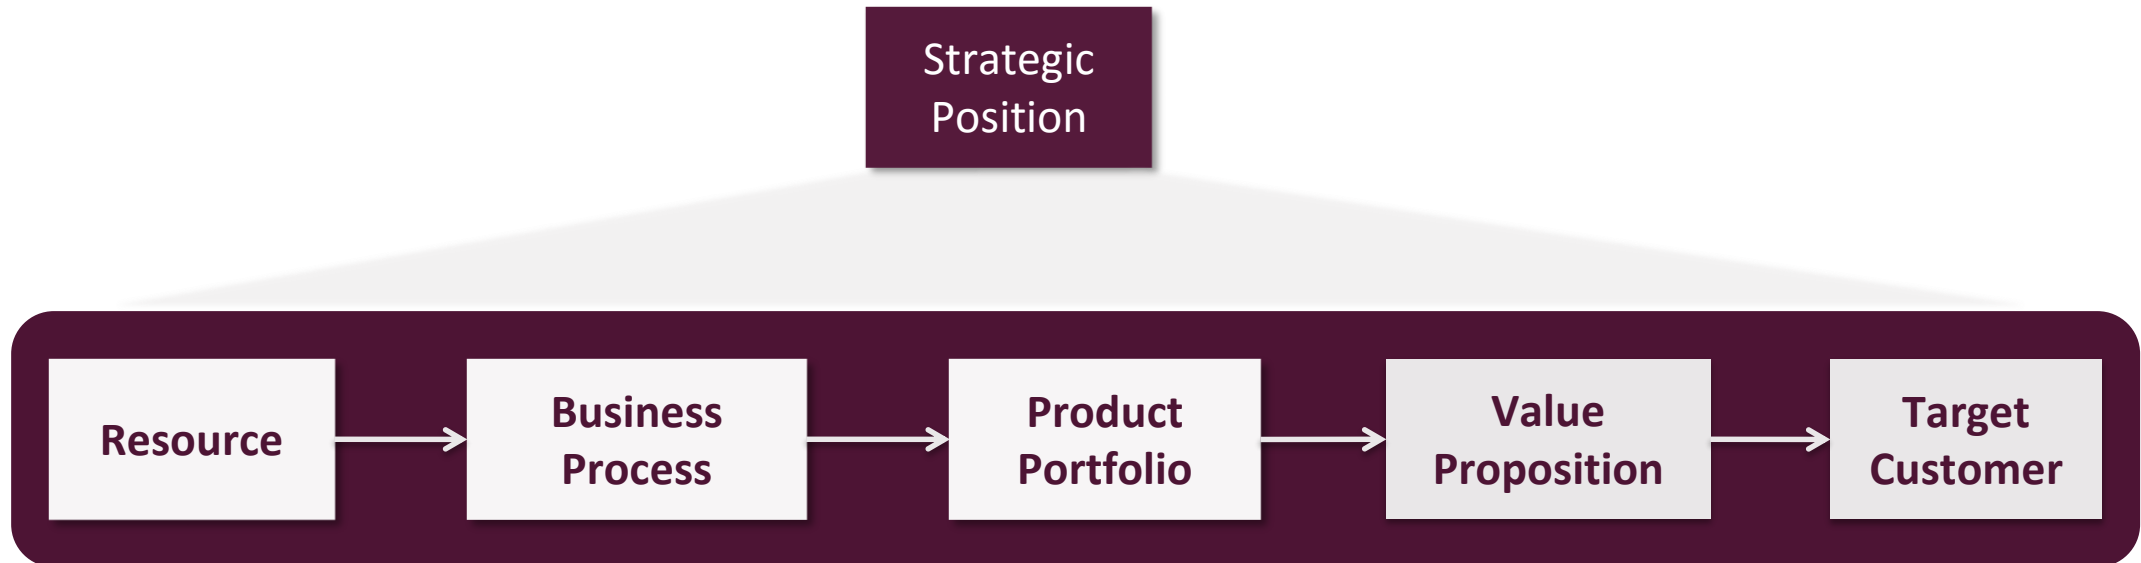 Strategic
Position
Resource
Business
Process
Product
Portfolio
Value
Proposition
Target
Customer